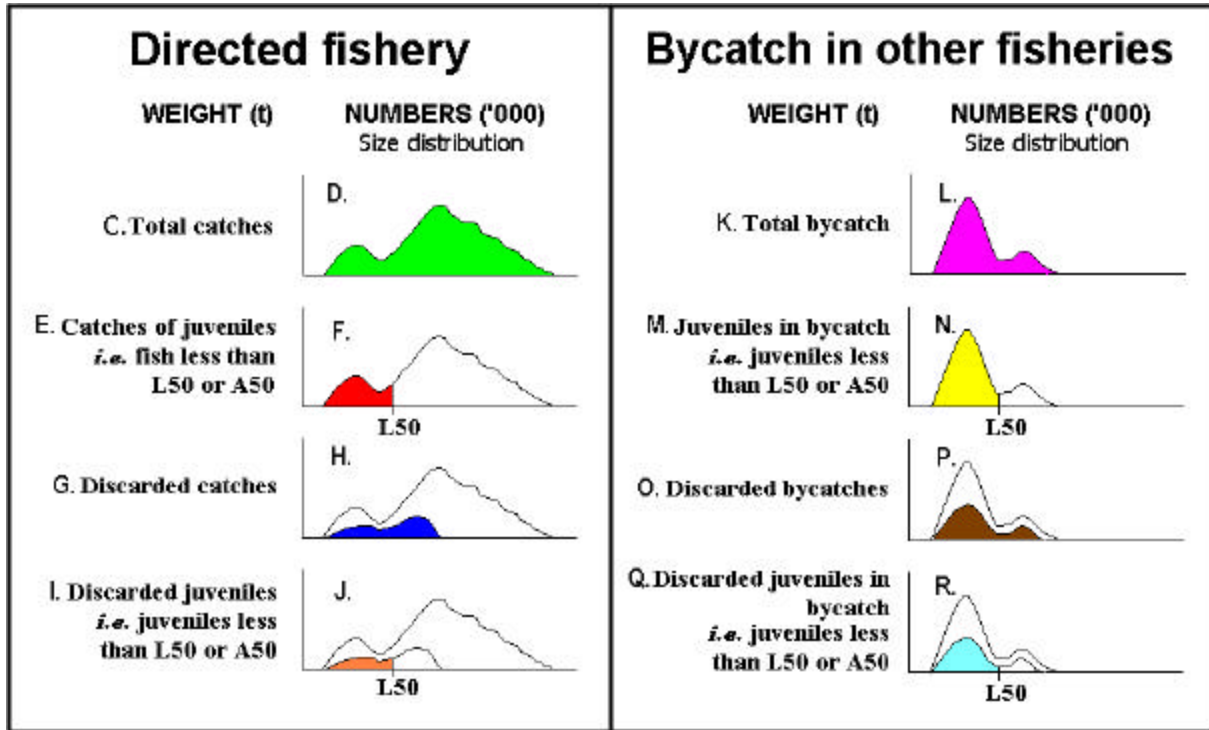 Directed fishery
WEIGHT (t)
NUMBERS ('000)
Size distribution
C. Total catches
D.
E. Catches of juveniles
i.e. fish less than
L50 or A50
F.
L50
G. Discarded catches
H.
I. Discarded juveniles
i.e. juveniles less
than L50 or A50
J.
L50
Bycatch in other fisheries
WEIGHT (t)
NUMBERS ('000)
Size distribution
K. Total bycatch
L.
M. Juveniles in bycatch
i.e. juveniles less
than L50 or A50
N.
L50
O. Discarded bycatches
P.
Q. Discarded juveniles in
bycatch
i.e. juveniles less
than L50 or A50
R.
L50